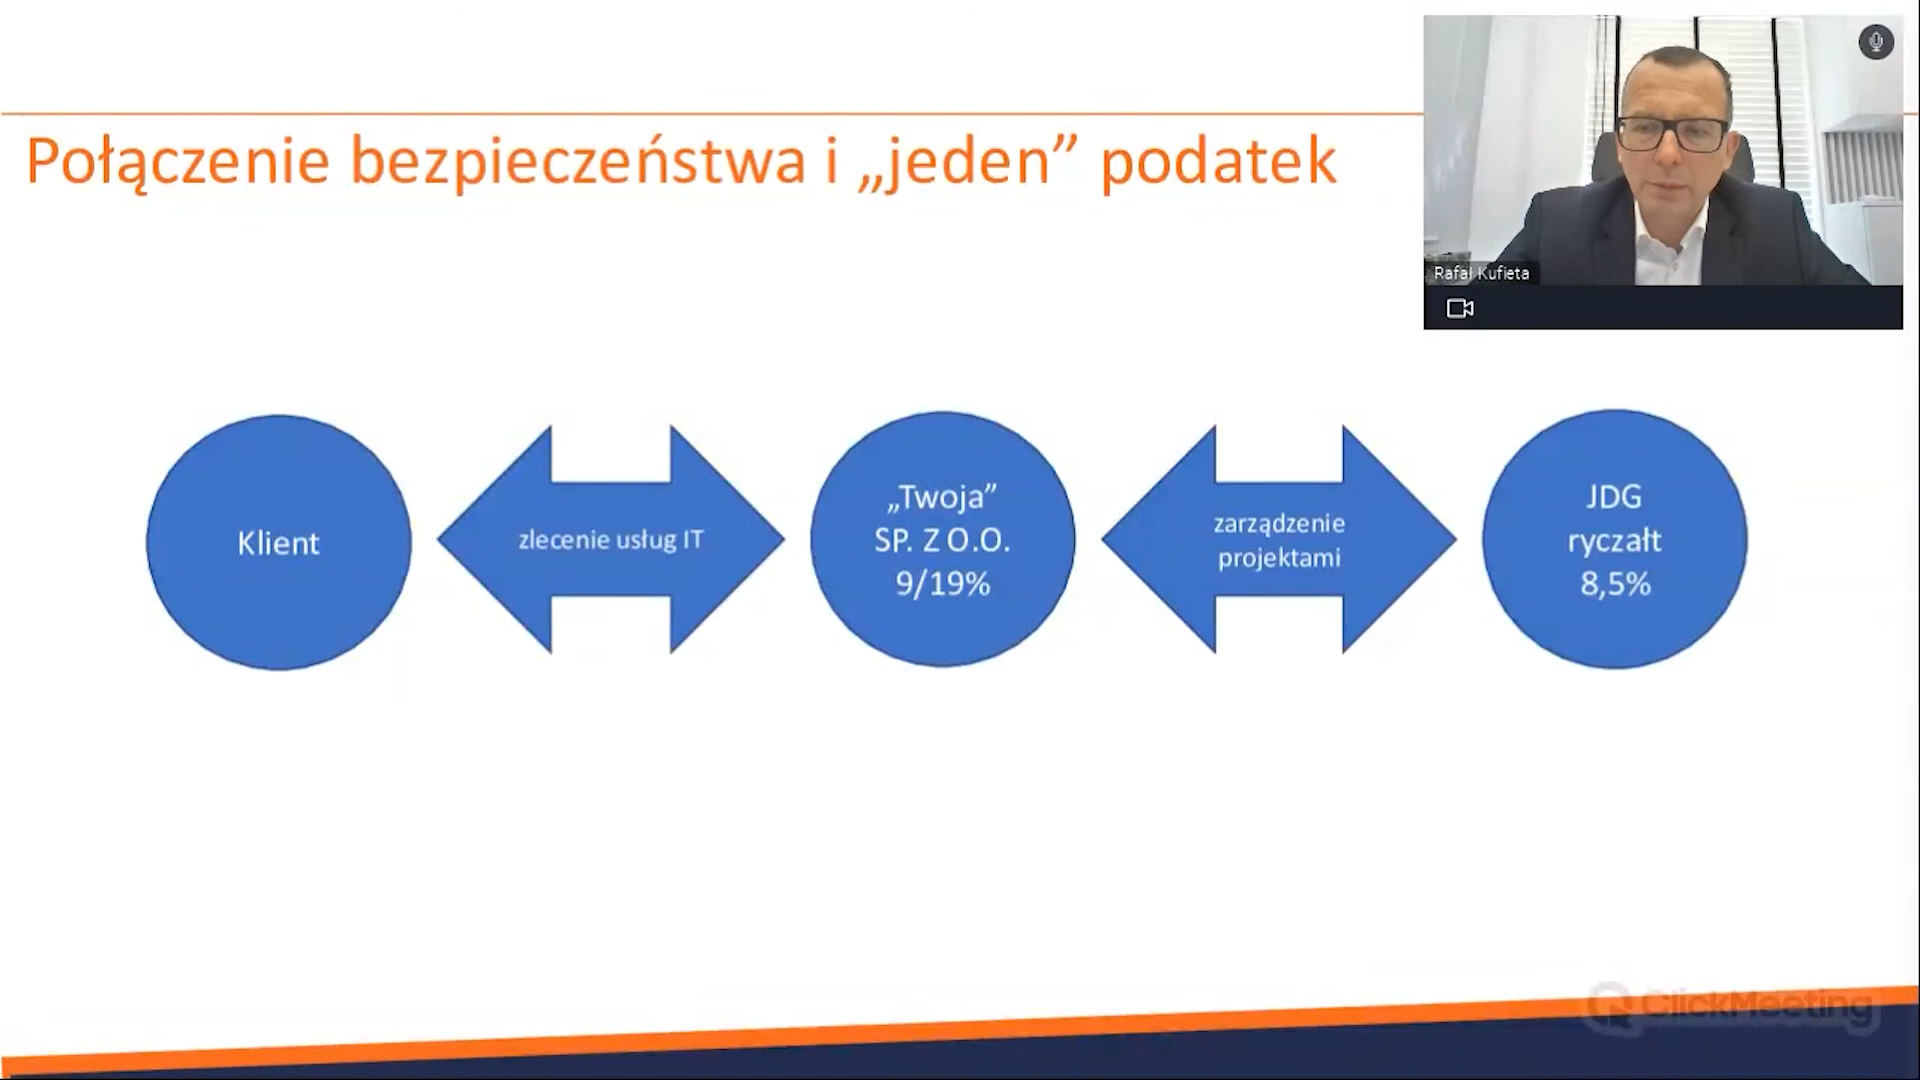 Połączenie bezpieczeństwa i „jeden” podatek
Rafał Kufieta
Klient
zlecenie usług IT
„Twoja”
SP. Z O.O.
9/19%
zarządzenie
projektami
JDG
ryczałt
8,5%
ClickMeeting